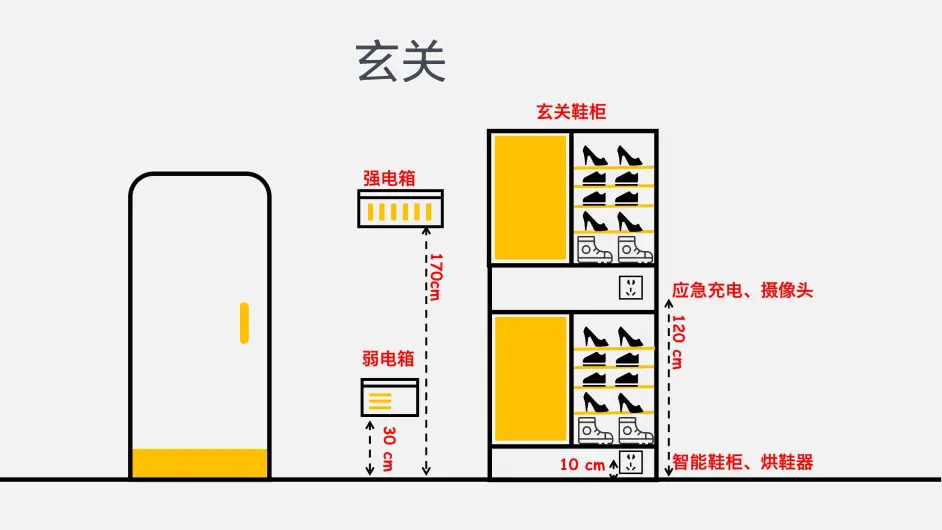 玄关
玄关鞋柜
强电箱
170cm
应急充电、摄像头
120 cm
弱电箱
30 cm
10 cm
智能鞋柜、烘鞋器